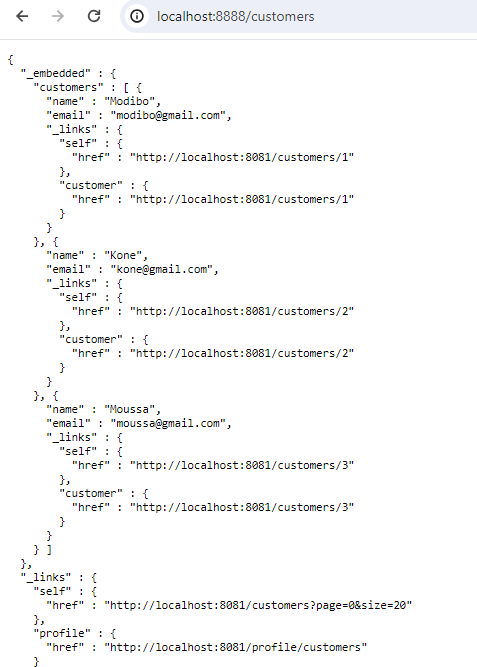 localhost:8888/customers
{
  "_embedded" : {
    "customers" : [ {
      "name" : "Modibo",
      "email" : "modibo@gmail.com",
      "_links" : {
        "self" : {
          "href" : "http://localhost:8081/customers/1"
        },
        "customer" : {
          "href" : "http://localhost:8081/customers/1"
        }
      }
    }, {
      "name" : "Kone",
      "email" : "kone@gmail.com",
      "_links" : {
        "self" : {
          "href" : "http://localhost:8081/customers/2"
        },
        "customer" : {
          "href" : "http://localhost:8081/customers/2"
        }
      }
    }, {
      "name" : "Moussa",
      "email" : "moussa@gmail.com",
      "_links" : {
        "self" : {
          "href" : "http://localhost:8081/customers/3"
        },
        "customer" : {
          "href" : "http://localhost:8081/customers/3"
        }
      }
    } ]
  },
  "_links" : {
    "self" : {
      "href" : "http://localhost:8081/customers?page=0&size=20"
    },
    "profile" : {
      "href" : "http://localhost:8081/profile/customers"
    }